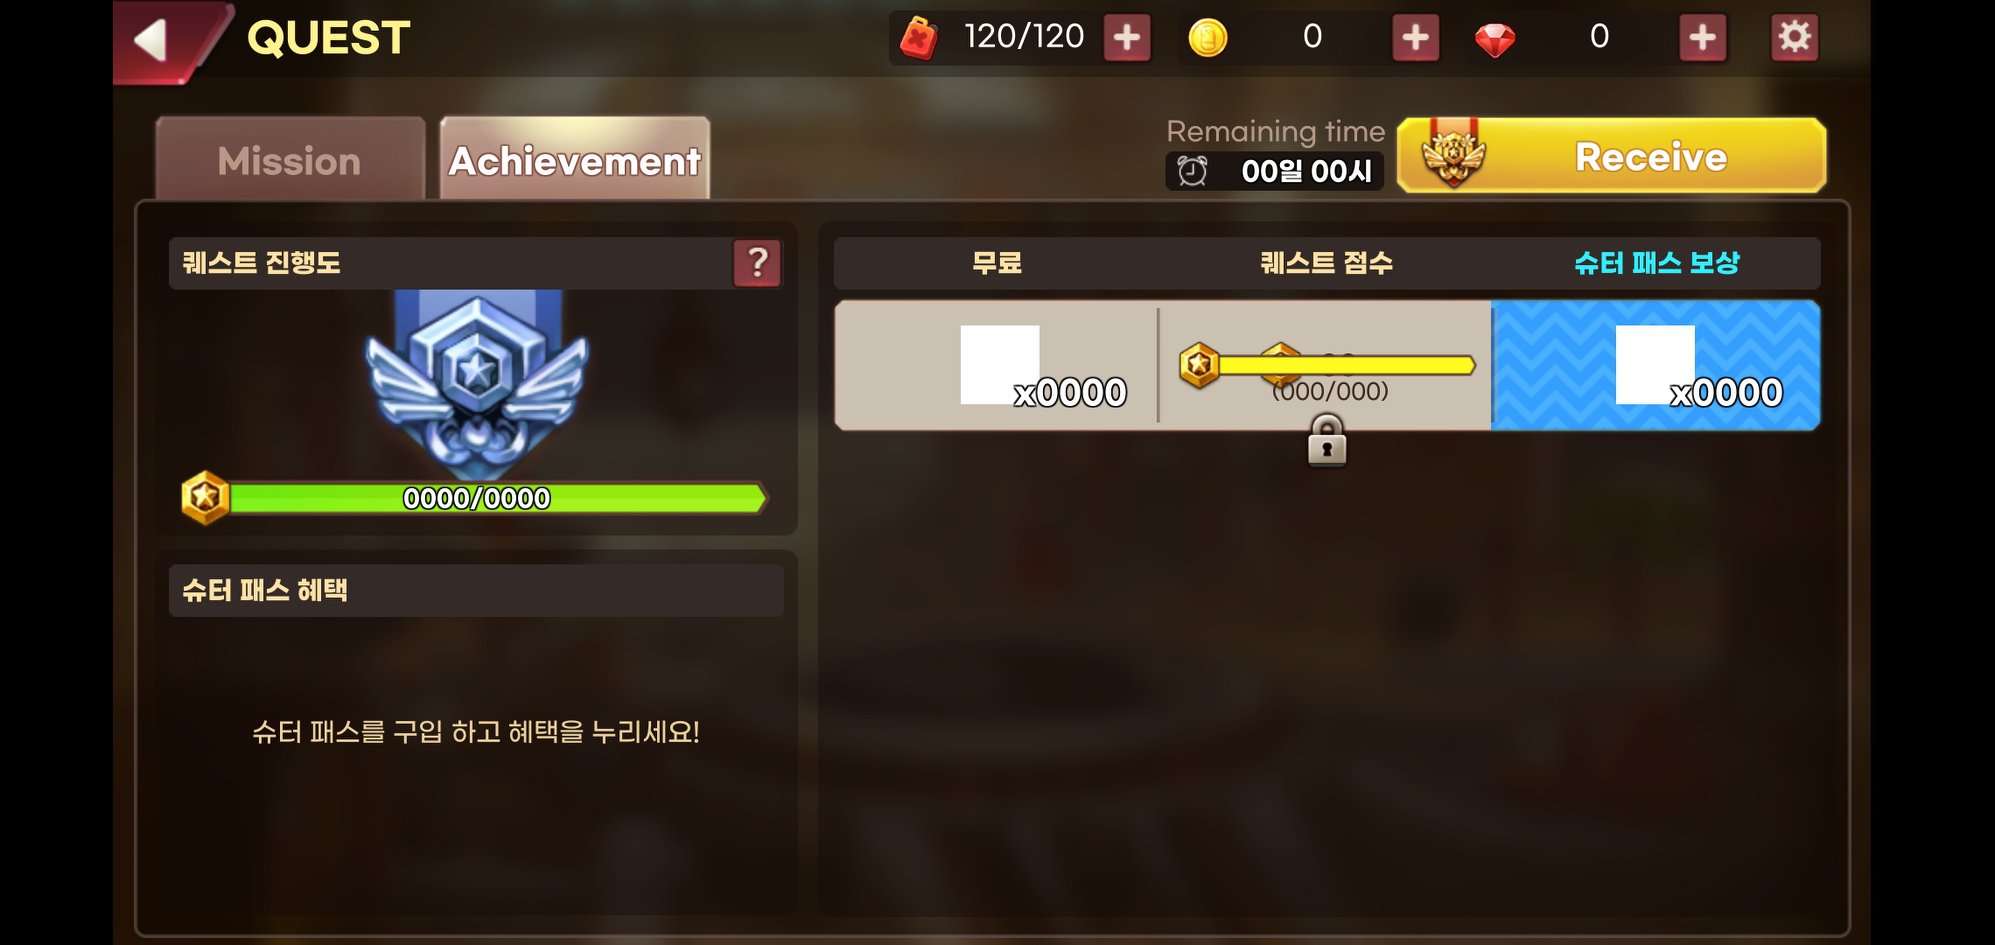 QUEST
120/120
0
0
Mission
Achievement
Remaining time
00일 00시
Receive
퀘스트 진행도
?
무료
퀘스트 점수
슈터 패스 보상
x0000
(000/000)
x0000
0000/0000
슈터 패스 혜택
슈터 패스를 구입 하고 혜택을 누리세요!